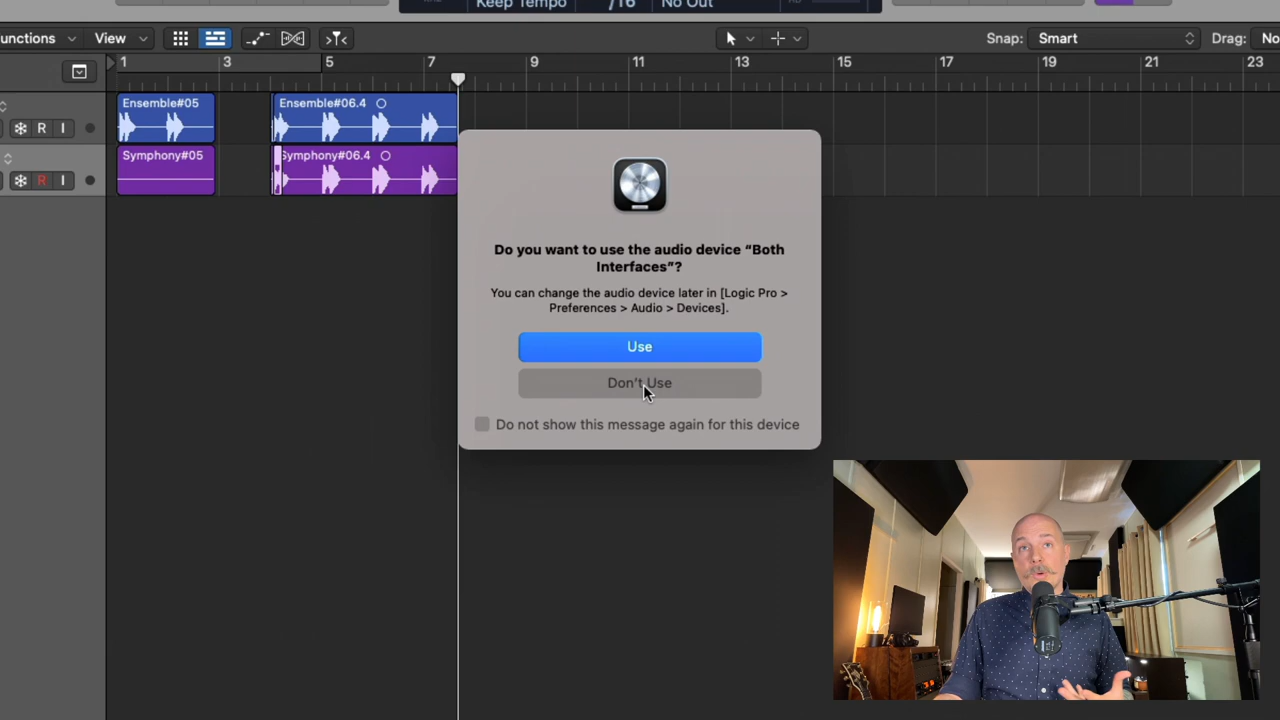 Keep Tempo /16 No Out
unctions View Snap: Smart Drag: No
1 3 5 7 9 11 13 15 17 19 21 23
Ensemble#05 Ensemble#06.4
R I
Symphony#05 Symphony#06.4
R I
Do you want to use the audio device “Both
Interfaces”?
You can change the audio device later in [Logic Pro >
Preferences > Audio > Devices].
Use
Don’t Use
Do not show this message again for this device